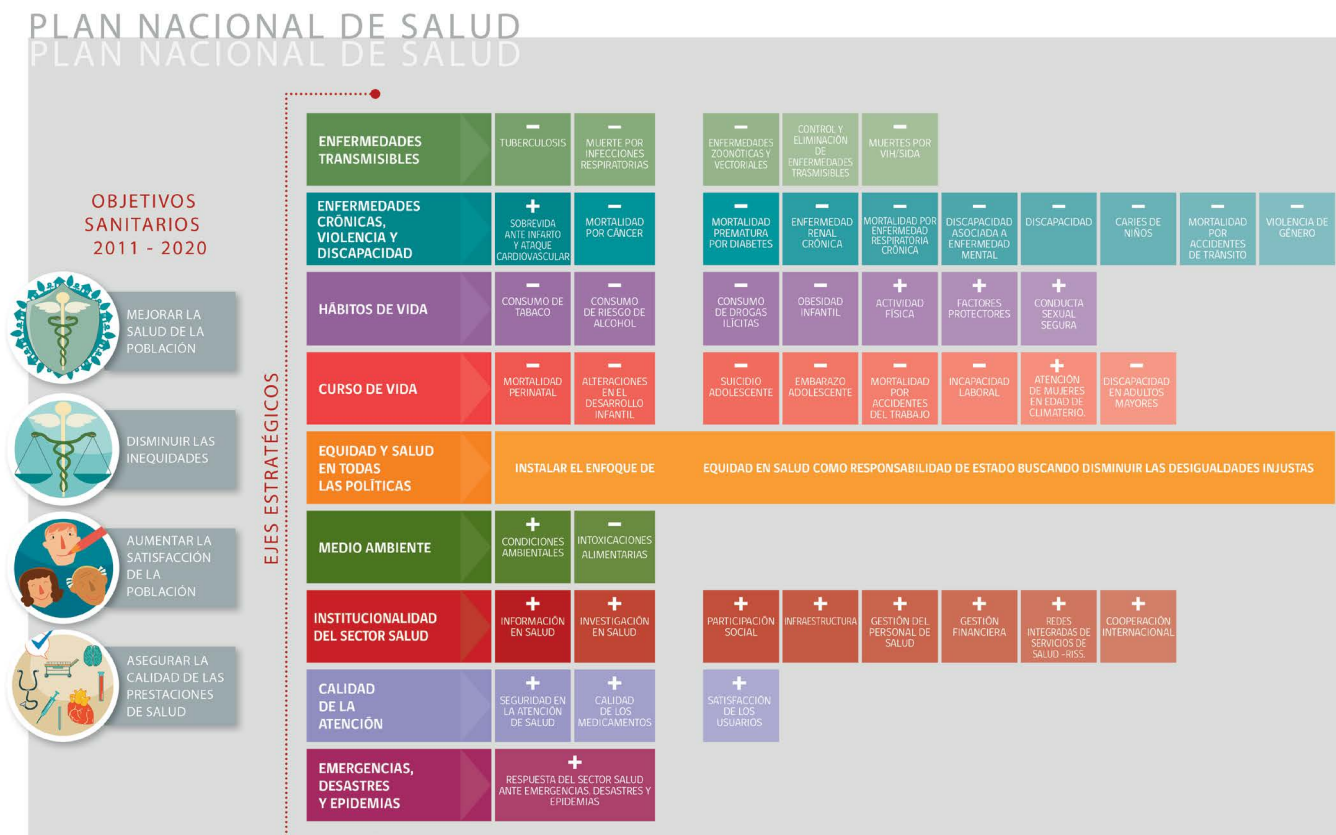 PLAN NACIONAL DE SALUD
PLAN NACIONAL DE SALUD
OBJETIVOS
SANITARIOS
2011 - 2020
MEJORAR LA
SALUD DE LA
POBLACIÓN
DISMINUIR LAS
INEQUIDADES
AUMENTAR LA
SATISFACCIÓN
DE LA
POBLACIÓN
ASEGURAR LA
CALIDAD DE LAS
PRESTACIONES
DE SALUD
EJES ESTRATÉGICOS
ENFERMEDADES
TRANSMISIBLES
−
TUBERCULOSIS
−
MUERTE POR
INFECCIONES
RESPIRATORIAS
−
ENFERMEDADES
ZOONÓTICAS Y
VECTORIALES
CONTROL Y
ELIMINACIÓN
DE
ENFERMEDADES
TRASMISIBLES
−
MUERTES POR
VIH/SIDA
ENFERMEDADES
CRÓNICAS,
VIOLENCIA Y
DISCAPACIDAD
+
SOBREVIDA
ANTE INFARTO
Y ATAQUE
CARDIOVASCULAR
−
MORTALIDAD
POR CÂNCER
−
MORTALIDAD
PREMATURA
POR DIABETES
−
ENFERMEDAD
RENAL
CRÓNICA
−
MORTALIDAD POR
ENFERMEDAD
RESPIRATORIA
CRÓNICA
−
DISCAPACIDAD
ASOCIADA A
ENFERMEDAD
MENTAL
−
DISCAPACIDAD
−
CARIES DE
NIÑOS
−
MORTALIDAD
POR
ACCIDENTES
DE TRÁNSITO
−
VIOLENCIA DE
GÉNERO
HÁBITOS DE VIDA
−
CONSUMO DE
TABACO
−
CONSUMO
DE RIESGO DE
ALCOHOL
−
CONSUMO
DE DROGAS
ILÍCITAS
−
OBESIDAD
INFANTIL
+
ACTIVIDAD
FÍSICA
+
FACTORES
PROTECTORES
+
CONDUCTA
SEXUAL
SEGURA
CURSO DE VIDA
−
MORTALIDAD
PERINATAL
−
ALTERACIONES
EN EL
DESARROLLO
INFANTIL
−
SUICIDIO
ADOLESCENTE
−
EMBARAZO
ADOLESCENTE
−
MORTALIDAD
POR
ACCIDENTES
DEL TRABAJO
−
INCAPACIDAD
LABORAL
+
ATENCIÓN
DE MUJERES
EN EDAD DE
CLIMATERIO.
−
DISCAPACIDAD
EN ADULTOS
MAYORES
EQUIDAD Y SALUD
EN TODAS
LAS POLÍTICAS
INSTALAR EL ENFOQUE DE EQUIDAD EN SALUD COMO RESPONSABILIDAD DE ESTADO BUSCANDO DISMINUIR LAS DESIGUALDADES INJUSTAS
MEDIO AMBIENTE
+
CONDICIONES
AMBIENTALES
−
INTOXICACIONES
ALIMENTARIAS
INSTITUCIONALIDAD
DEL SECTOR SALUD
+
INFORMACIÓN
EN SALUD
+
INVESTIGACIÓN
EN SALUD
+
PARTICIPACIÓN
SOCIAL
+
INFRAESTRUCTURA
+
GESTIÓN DEL
PERSONAL DE
SALUD
+
GESTIÓN
FINANCIERA
+
REDES
INTEGRADAS DE
SERVICIOS DE
SALUD -RISS.
+
COOPERACIÓN
INTERNACIONAL
CALIDAD
DE LA
ATENCIÓN
+
SEGURIDAD EN
LA ATENCIÓN
DE SALUD
+
CALIDAD
DE LOS
MEDICAMENTOS
+
SATISFACCIÓN
DE LOS
USUARIOS
EMERGENCIAS,
DESASTRES
Y EPIDEMIAS
+
RESPUESTA DEL SECTOR SALUD
ANTE EMERGENCIAS, DESASTRES Y
EPIDEMIAS